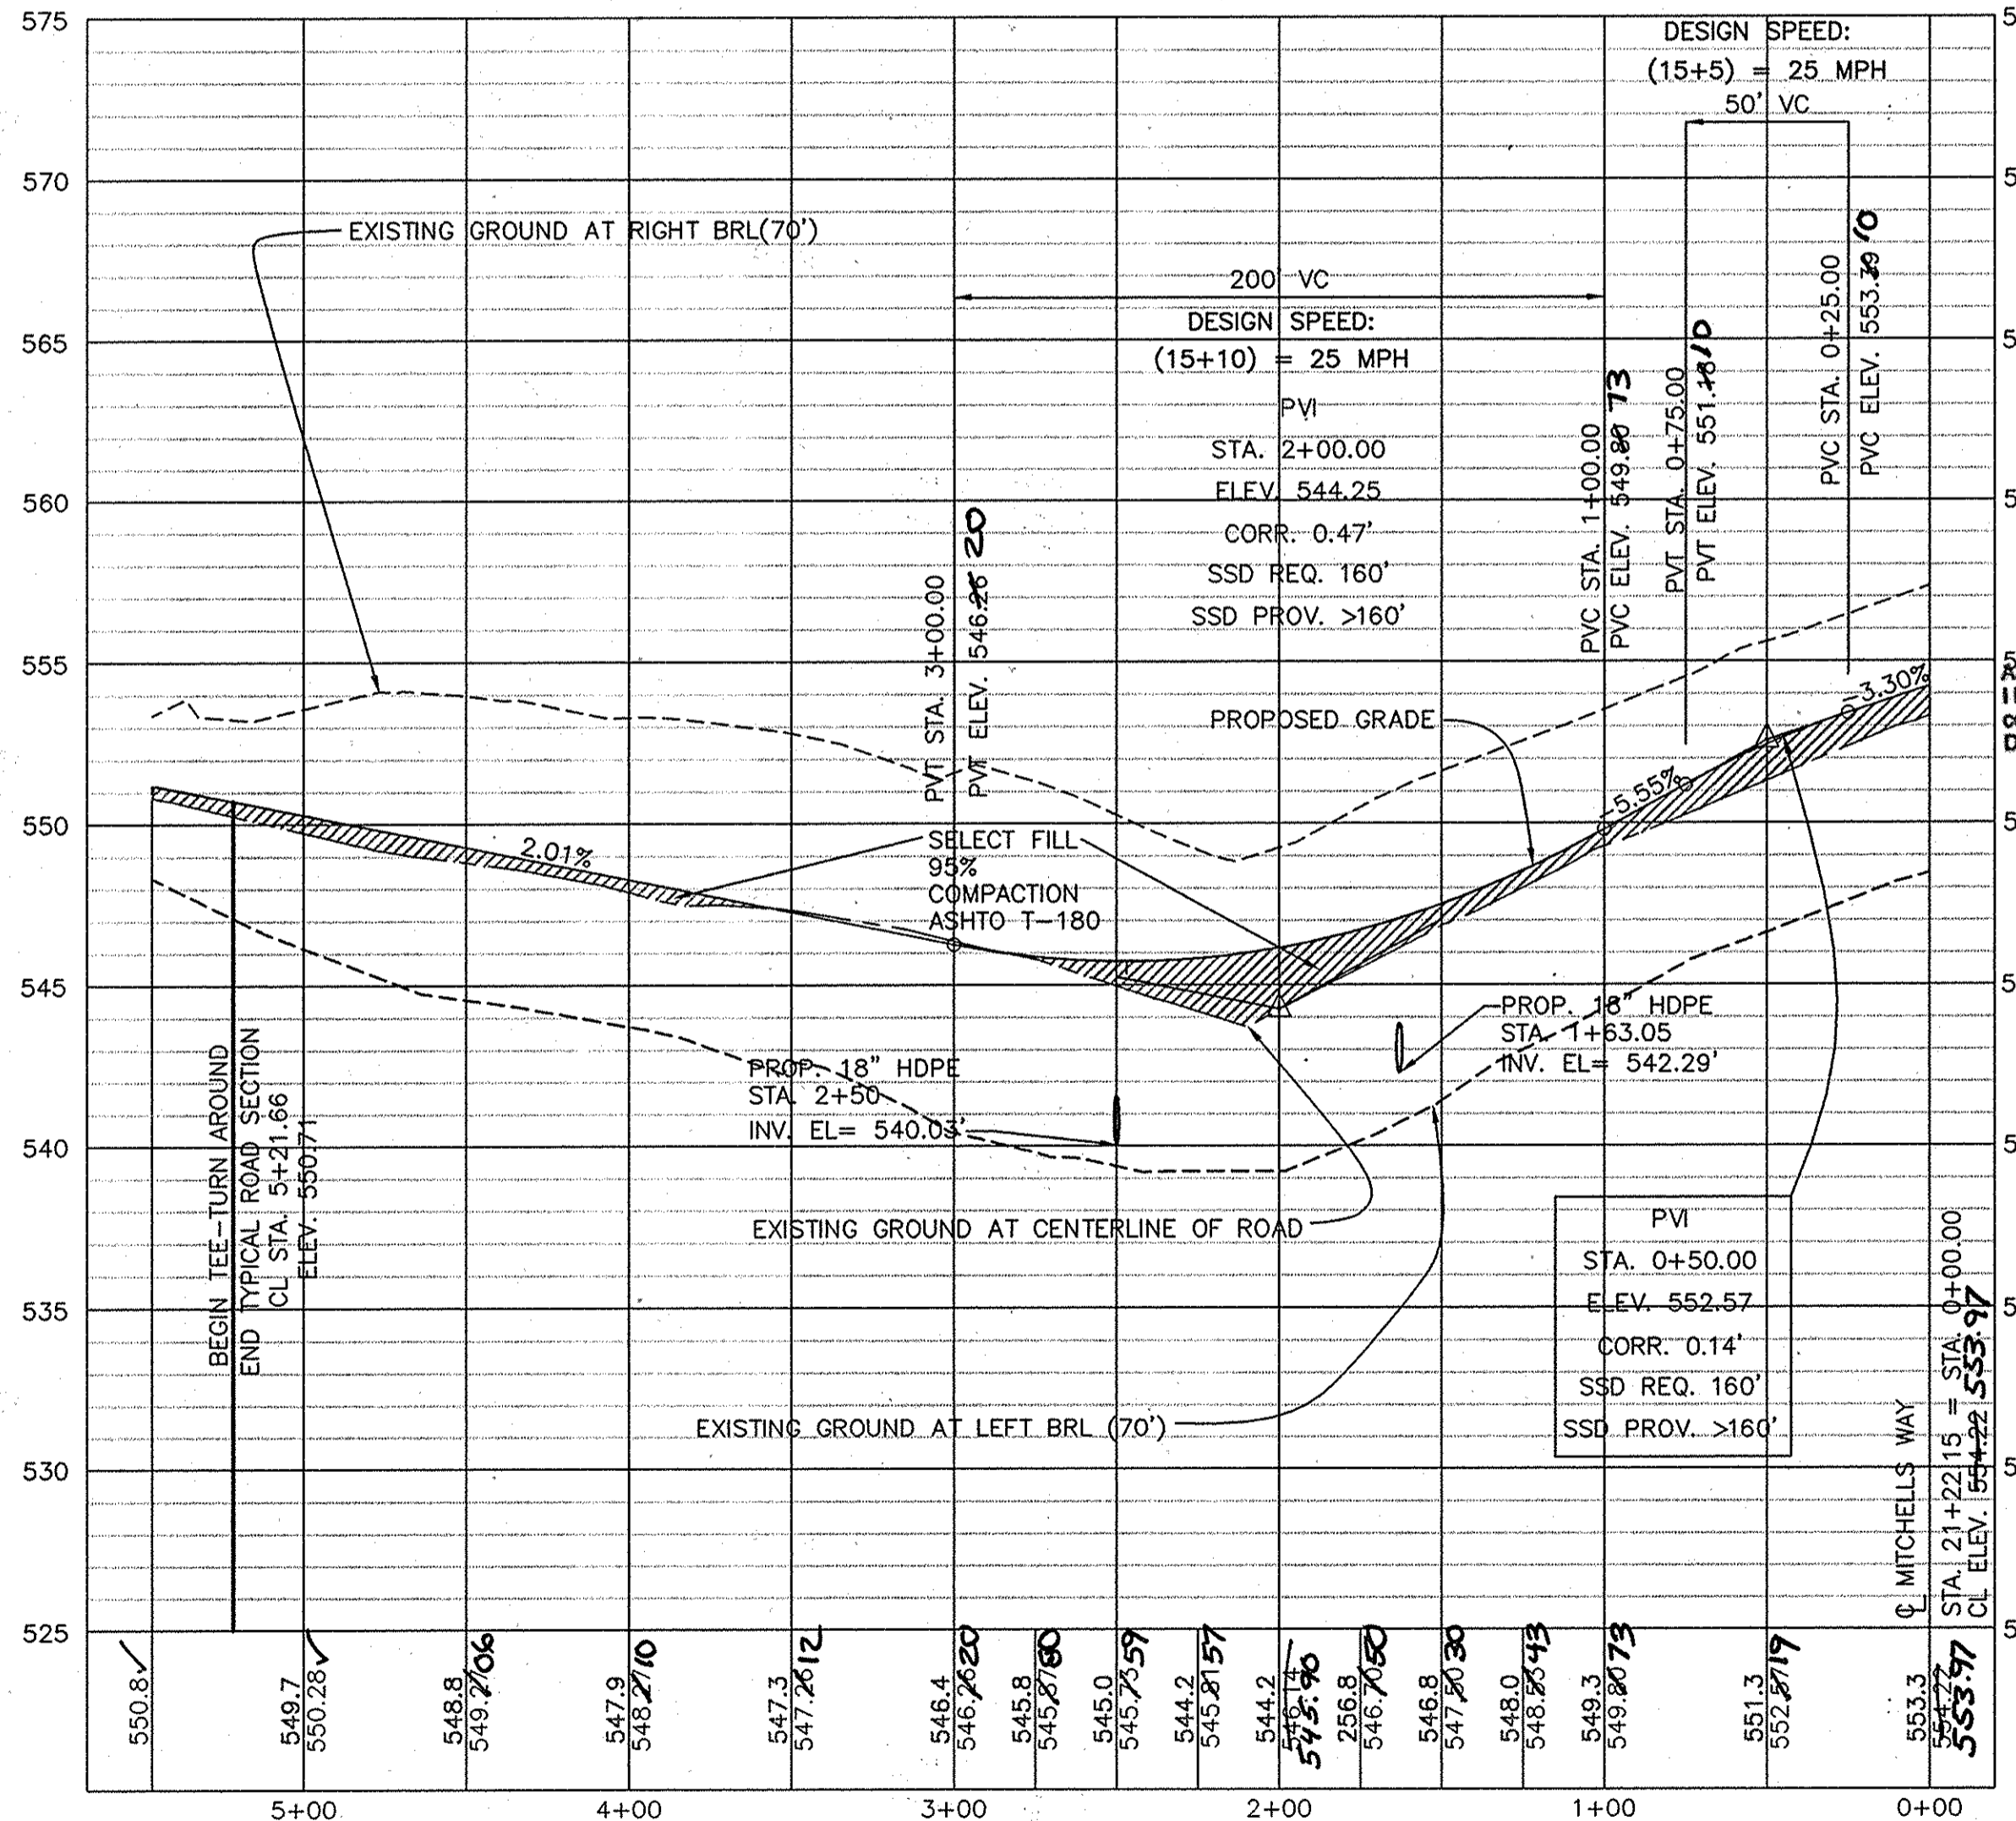 575
570
565
560
555
550
545
540
535
530
525
DESIGN SPEED:
(15+5) = 25 MPH
50' VC
EXISTING GROUND AT RIGHT BRL(70')
200' VC
DESIGN SPEED:
(15+10) = 25 MPH
PVI
STA. 2+00.00
ELEV. 544.25
CORR. 0.47'
SSD REQ. 160'
SSD PROV. >160'
PVT STA. 3+00.00
PVT ELEV. 546.26 20
PVC STA. 1+00.00
PVC ELEV. 549.80 73
PVT STA. 0+75.00
PVT ELEV. 551.18 10
PVC STA. 0+25.00
PVC ELEV. 553.39 10
PROPOSED GRADE
-3.30%
-5.55%
2.01%
SELECT FILL
95%
COMPACTION
ASHTO T-180
PROP. 18" HDPE
STA. 1+63.05
INV. EL= 542.29'
PROP. 18" HDPE
STA. 2+50
INV. EL= 540.03'
BEGIN TEE-TURN AROUND
END TYPICAL ROAD SECTION
CL STA. 5+21.66
ELEV. 550.71
EXISTING GROUND AT CENTERLINE OF ROAD
EXISTING GROUND AT LEFT BRL (70')
PVI
STA. 0+50.00
ELEV. 552.57
CORR. 0.14'
SSD REQ. 160'
SSD PROV. >160'
℄ MITCHELLS WAY
STA. 21+22.15 = STA. 0+00.00
CL ELEV. 554.22 553.97
550.8 ✓
549.7
550.28 ✓
548.8
549.27 06
547.9
548.27 10
547.3
547.26 12
546.4
546.26 20
545.8
545.87 80
545.0
545.73 59
544.2
545.81 57
544.2
546.14
545.90
256.8
546.70 50
546.8
547.50 30
548.0
548.53 43
549.3
549.80 73
551.3
552.57 19
553.3
554.22
553.97
5+00
4+00
3+00
2+00
1+00
0+00